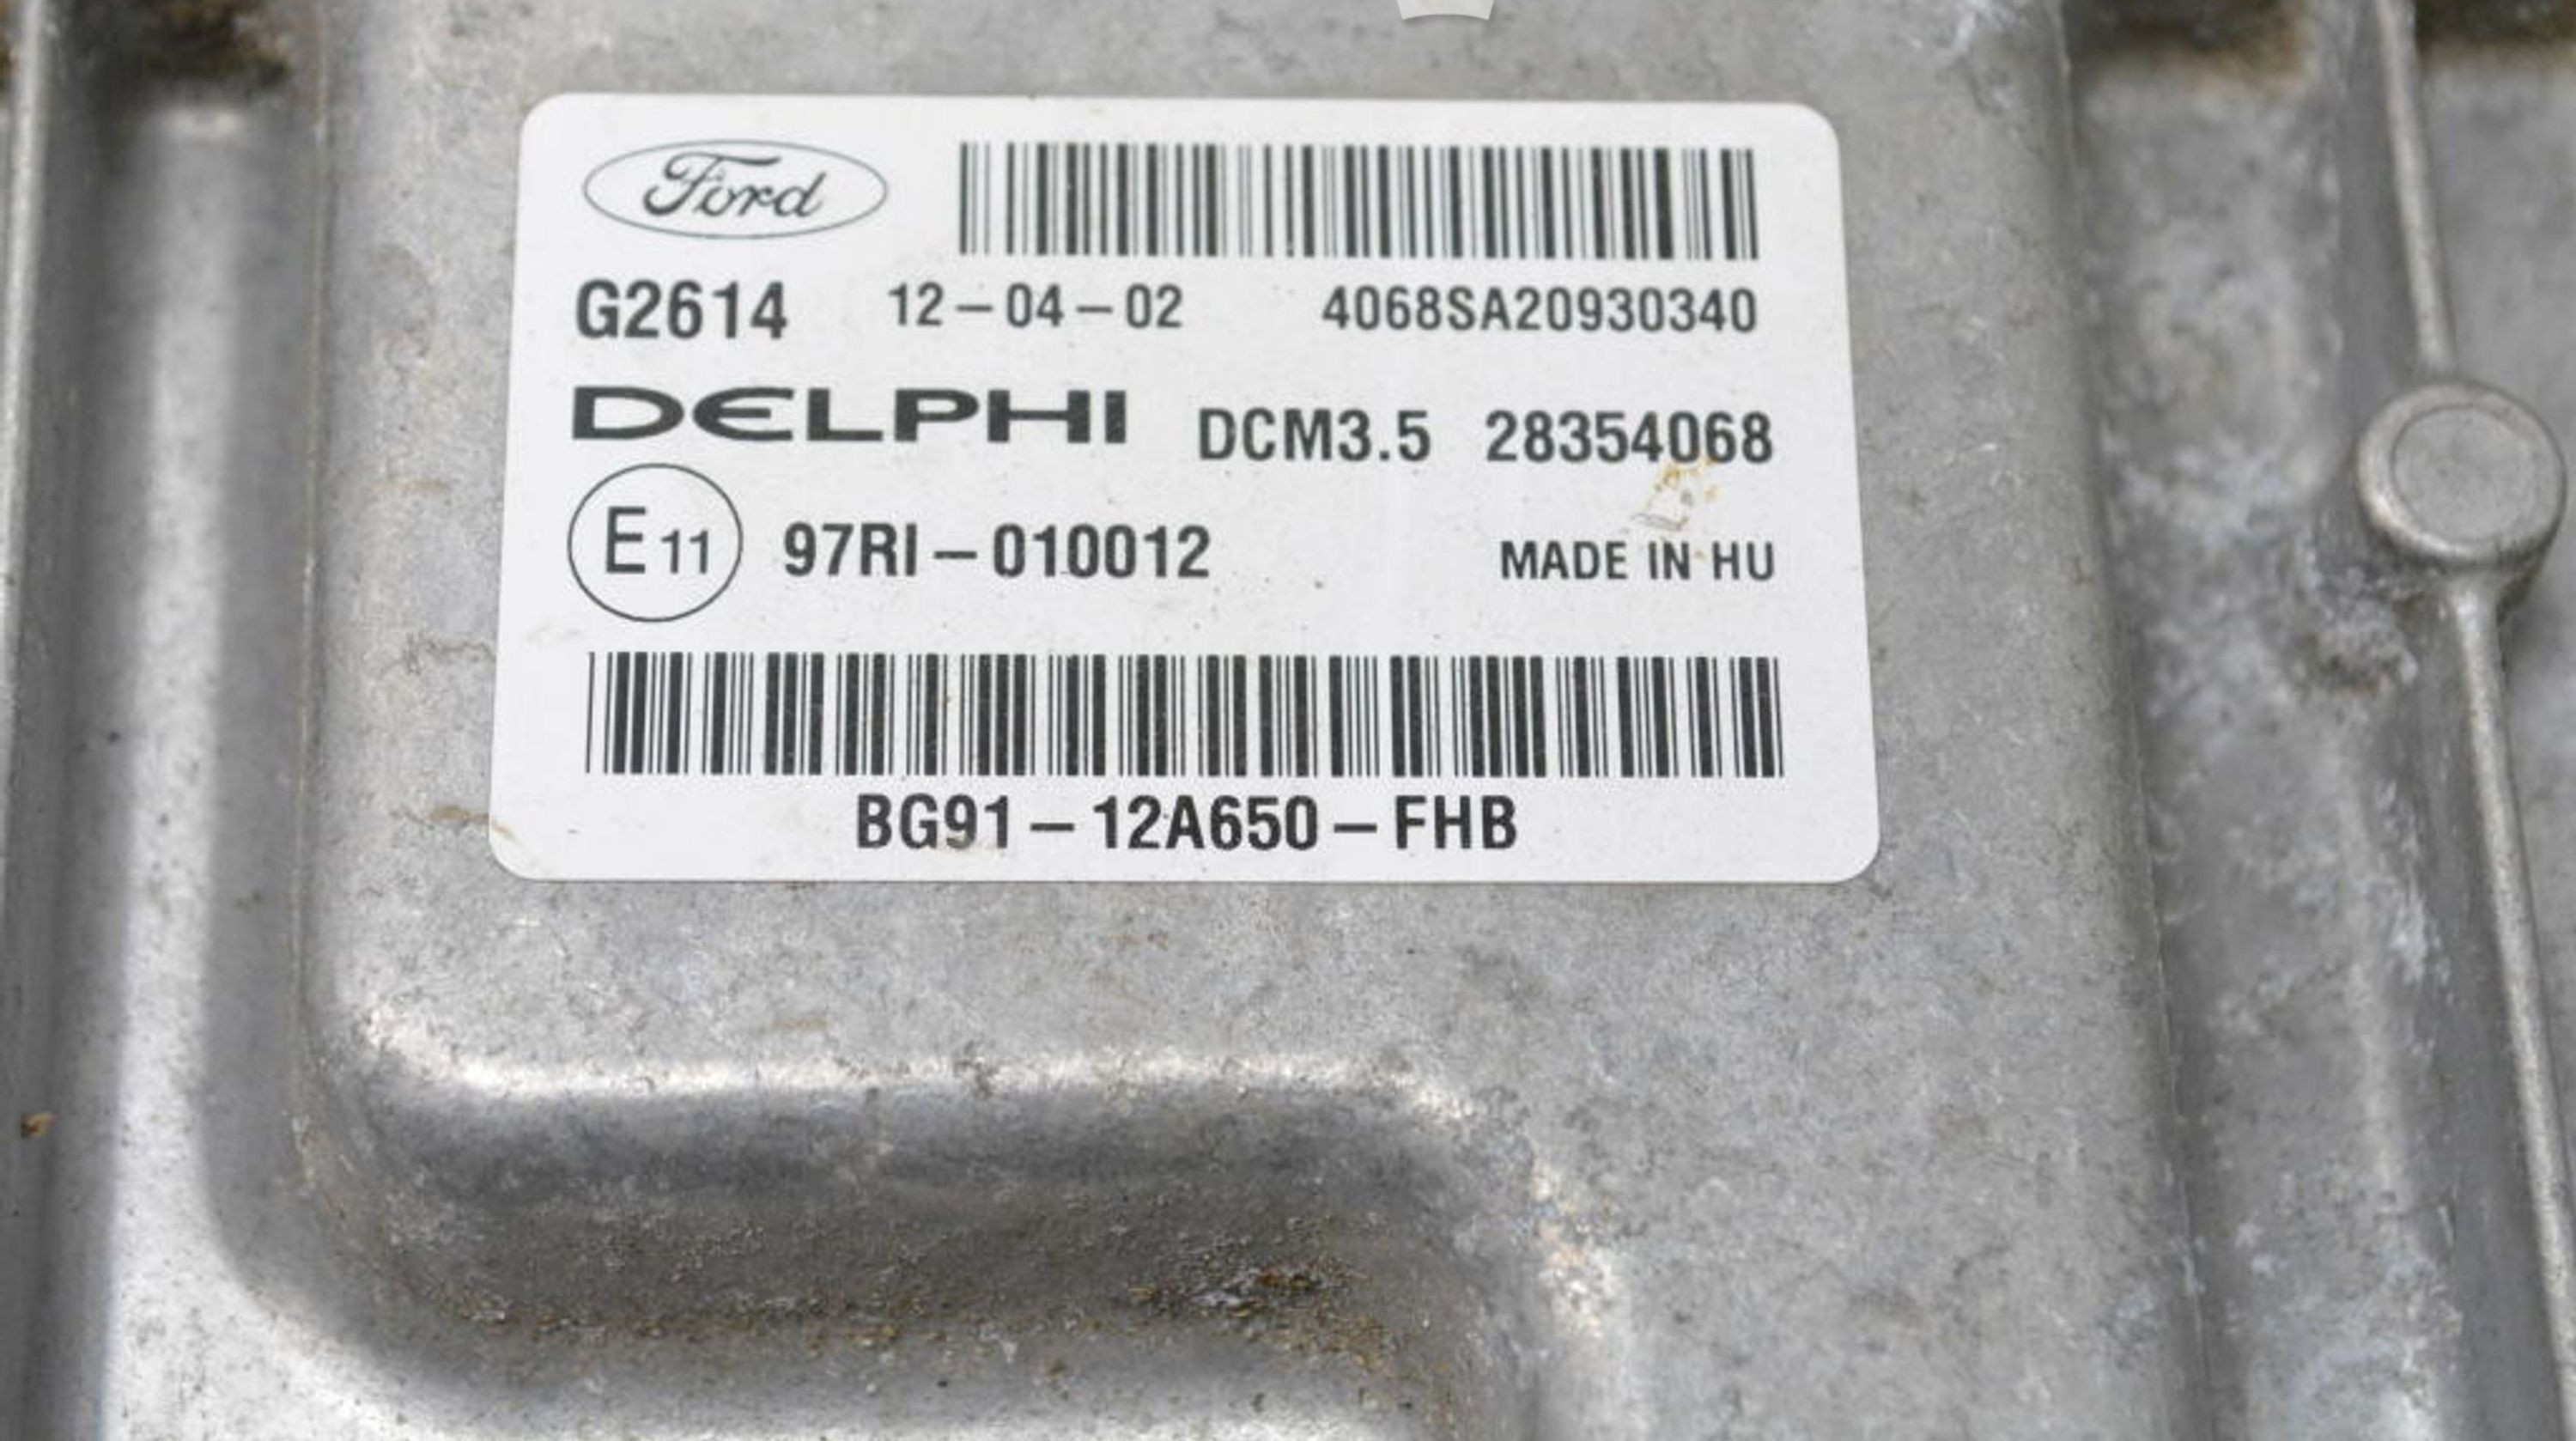 Ford
G2614 12-04-02 4068SA20930340
DELPHI DCM3.5 28354068
E11 97RI-010012 MADE IN HU
BG91-12A650-FHB